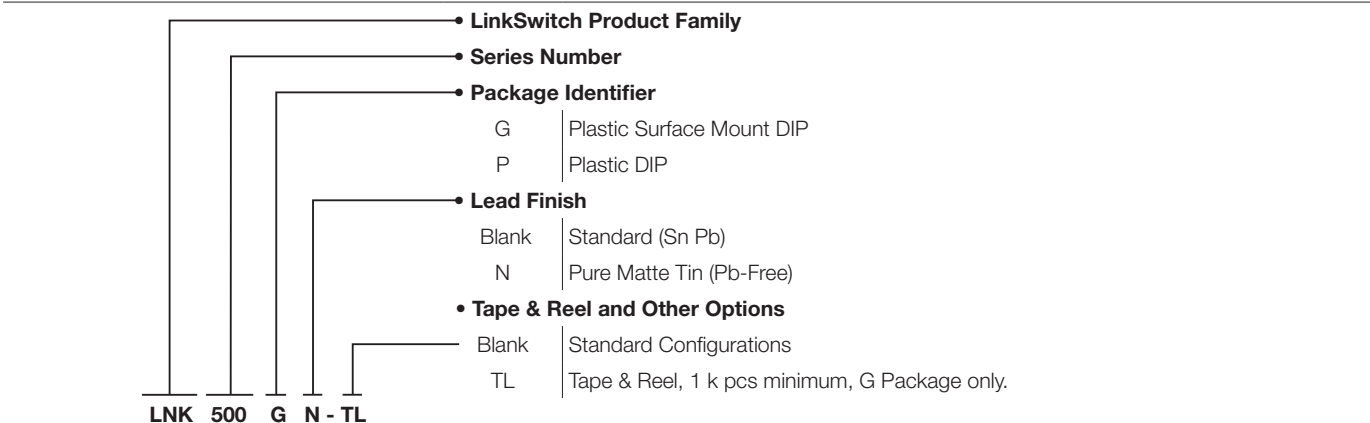 • LinkSwitch Product Family
• Series Number
• Package Identifier
G Plastic Surface Mount DIP
P Plastic DIP
• Lead Finish
Blank Standard (Sn Pb)
N Pure Matte Tin (Pb-Free)
• Tape & Reel and Other Options
Blank Standard Configurations
TL Tape & Reel, 1 k pcs minimum, G Package only.
LNK 500 G N - TL